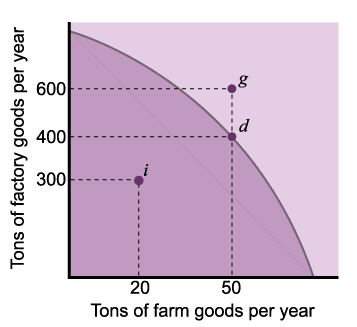 Tons of factory goods per year
600
g
400
d
300
i
20
50
Tons of farm goods per year